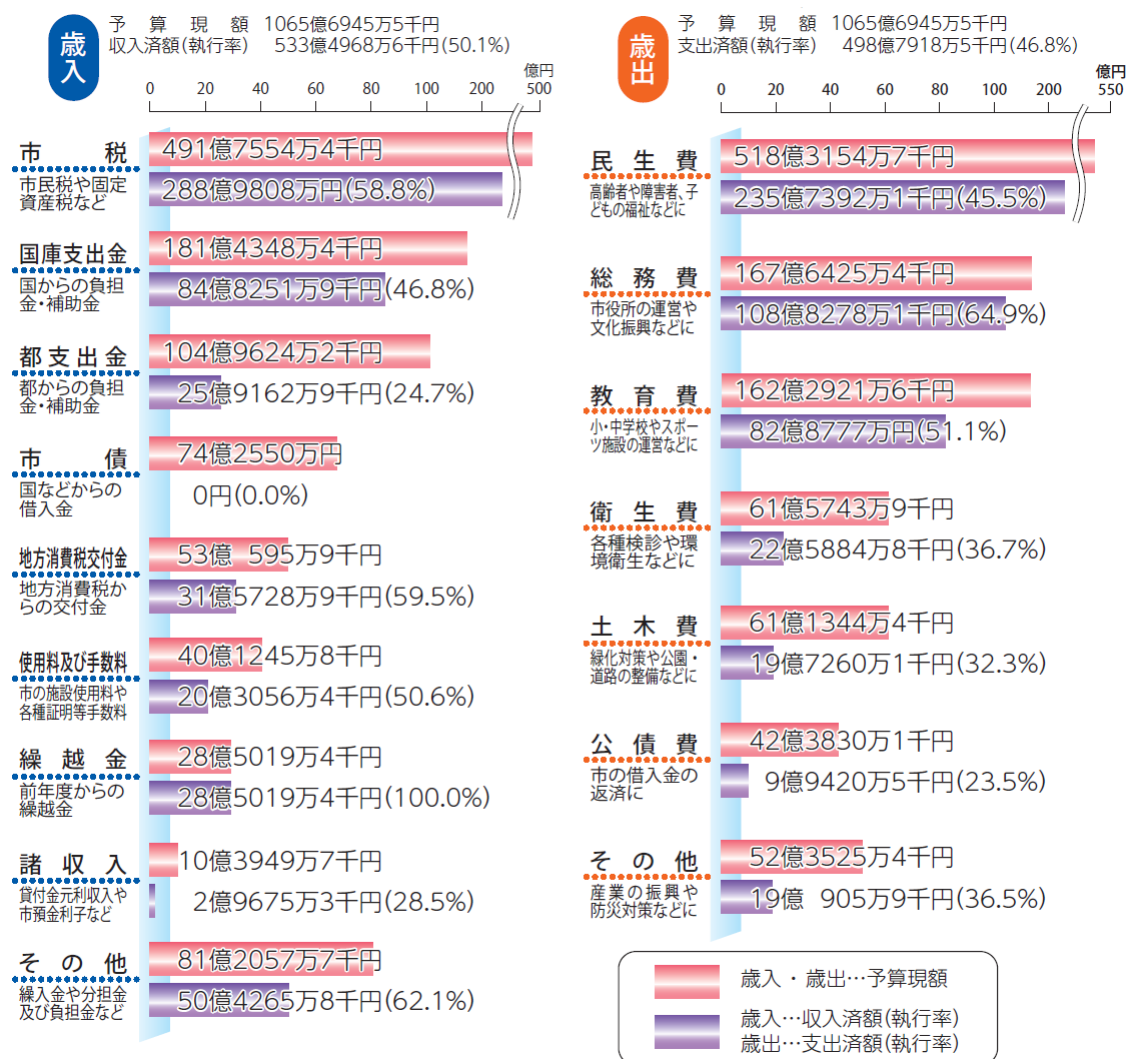 歳入
予算現額 1065億6945万5千円
収入済額(執行率) 533億4968万6千円(50.1%)
0 20 40 60 80 100 200 500 億円
市税
491億7554万4千円
市民税や固定
資産税など
288億9808万円(58.8%)
国庫支出金
181億4348万4千円
国からの負担
金・補助金
84億8251万9千円(46.8%)
都支出金
104億9624万2千円
都からの負担
金・補助金
25億9162万9千円(24.7%)
市債
74億2550万円
国などからの
借入金
0円(0.0%)
地方消費税交付金
53億 595万9千円
地方消費税か
らの交付金
31億5728万9千円(59.5%)
使用料及び手数料
40億1245万8千円
市の施設使用料や
各種証明等手数料
20億3056万4千円(50.6%)
繰越金
28億5019万4千円
前年度からの
繰越金
28億5019万4千円(100.0%)
諸収入
10億3949万7千円
貸付金元利収入や
市預金利子など
2億9675万3千円(28.5%)
その他
81億2057万7千円
繰入金や分担金
及び負担金など
50億4265万8千円(62.1%)
歳出
予算現額 1065億6945万5千円
支出済額(執行率) 498億7918万5千円(46.8%)
億円
0 20 40 60 80 100 200 550
民生費
518億3154万7千円
高齢者や障害者、子
どもの福祉などに
235億7392万1千円(45.5%)
総務費
167億6425万4千円
市役所の運営や
文化振興などに
108億8278万1千円(64.9%)
教育費
162億2921万6千円
小・中学校やスポー
ツ施設の運営などに
82億8777万円(51.1%)
衛生費
61億5743万9千円
各種検診や環
境衛生などに
22億5884万8千円(36.7%)
土木費
61億1344万4千円
緑化対策や公園・
道路の整備などに
19億7260万1千円(32.3%)
公債費
42億3830万1千円
市の借入金の
返済に
9億9420万5千円(23.5%)
その他
52億3525万4千円
産業の振興や
防災対策などに
19億 905万9千円(36.5%)
歳入・歳出…予算現額
歳入…収入済額(執行率)
歳出…支出済額(執行率)